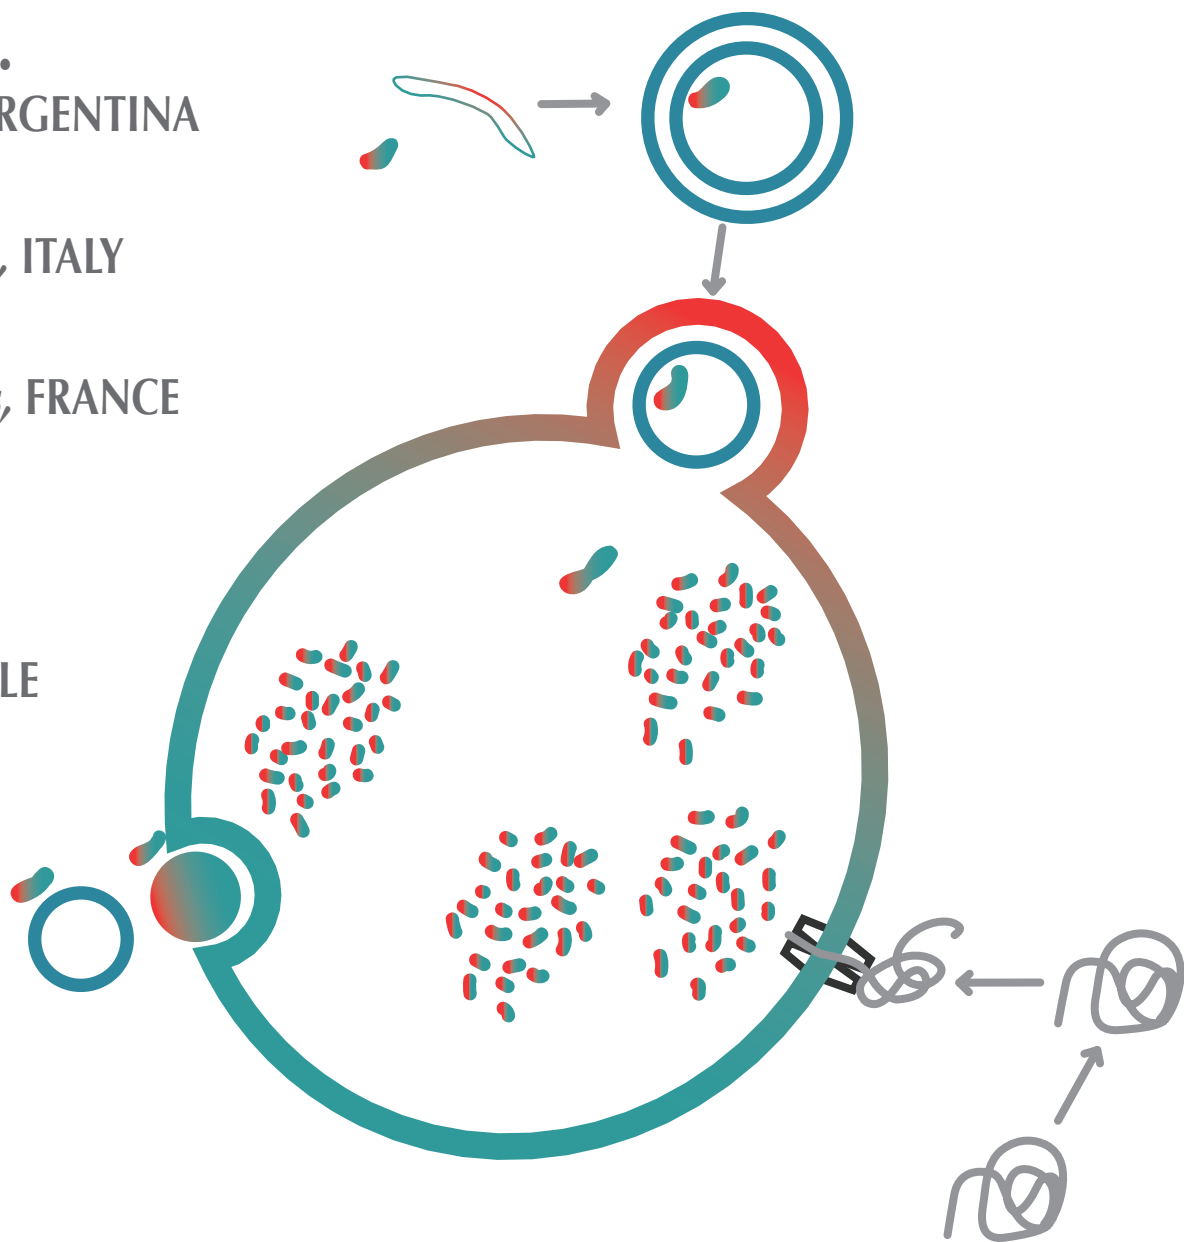 .
RGENTINA
, ITALY
, FRANCE
LE